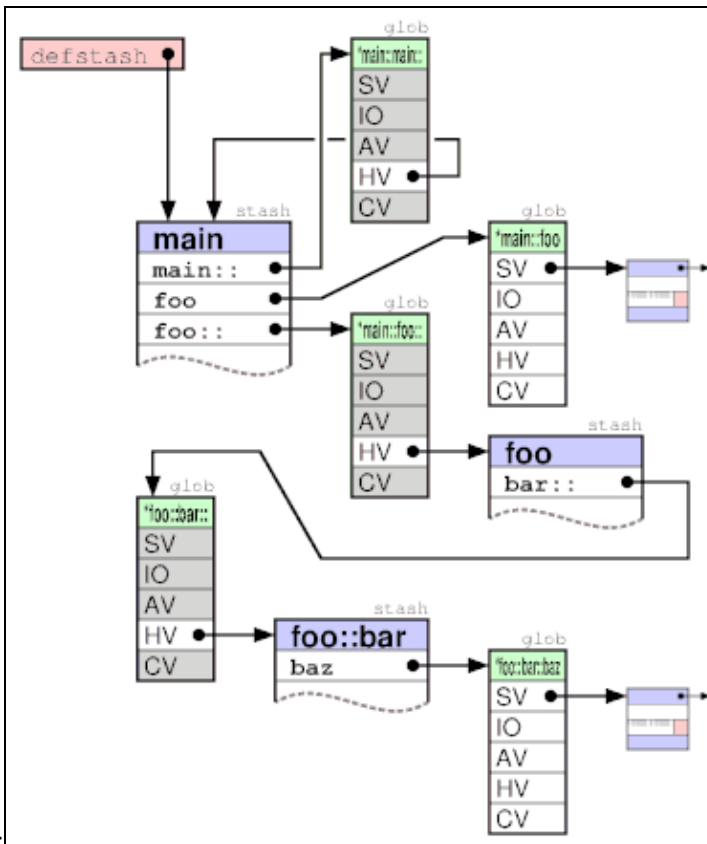 glob
defstash
*main::main::
SV
IO
AV
HV
CV
stash
main
main::
foo
foo::
glob
*main::foo
SV
IO
AV
HV
CV
glob
*main::foo::
SV
IO
AV
HV
CV
stash
foo
bar::
glob
*foo::bar::
SV
IO
AV
HV
CV
stash
foo::bar
baz
glob
*foo::bar::baz
SV
IO
AV
HV
CV